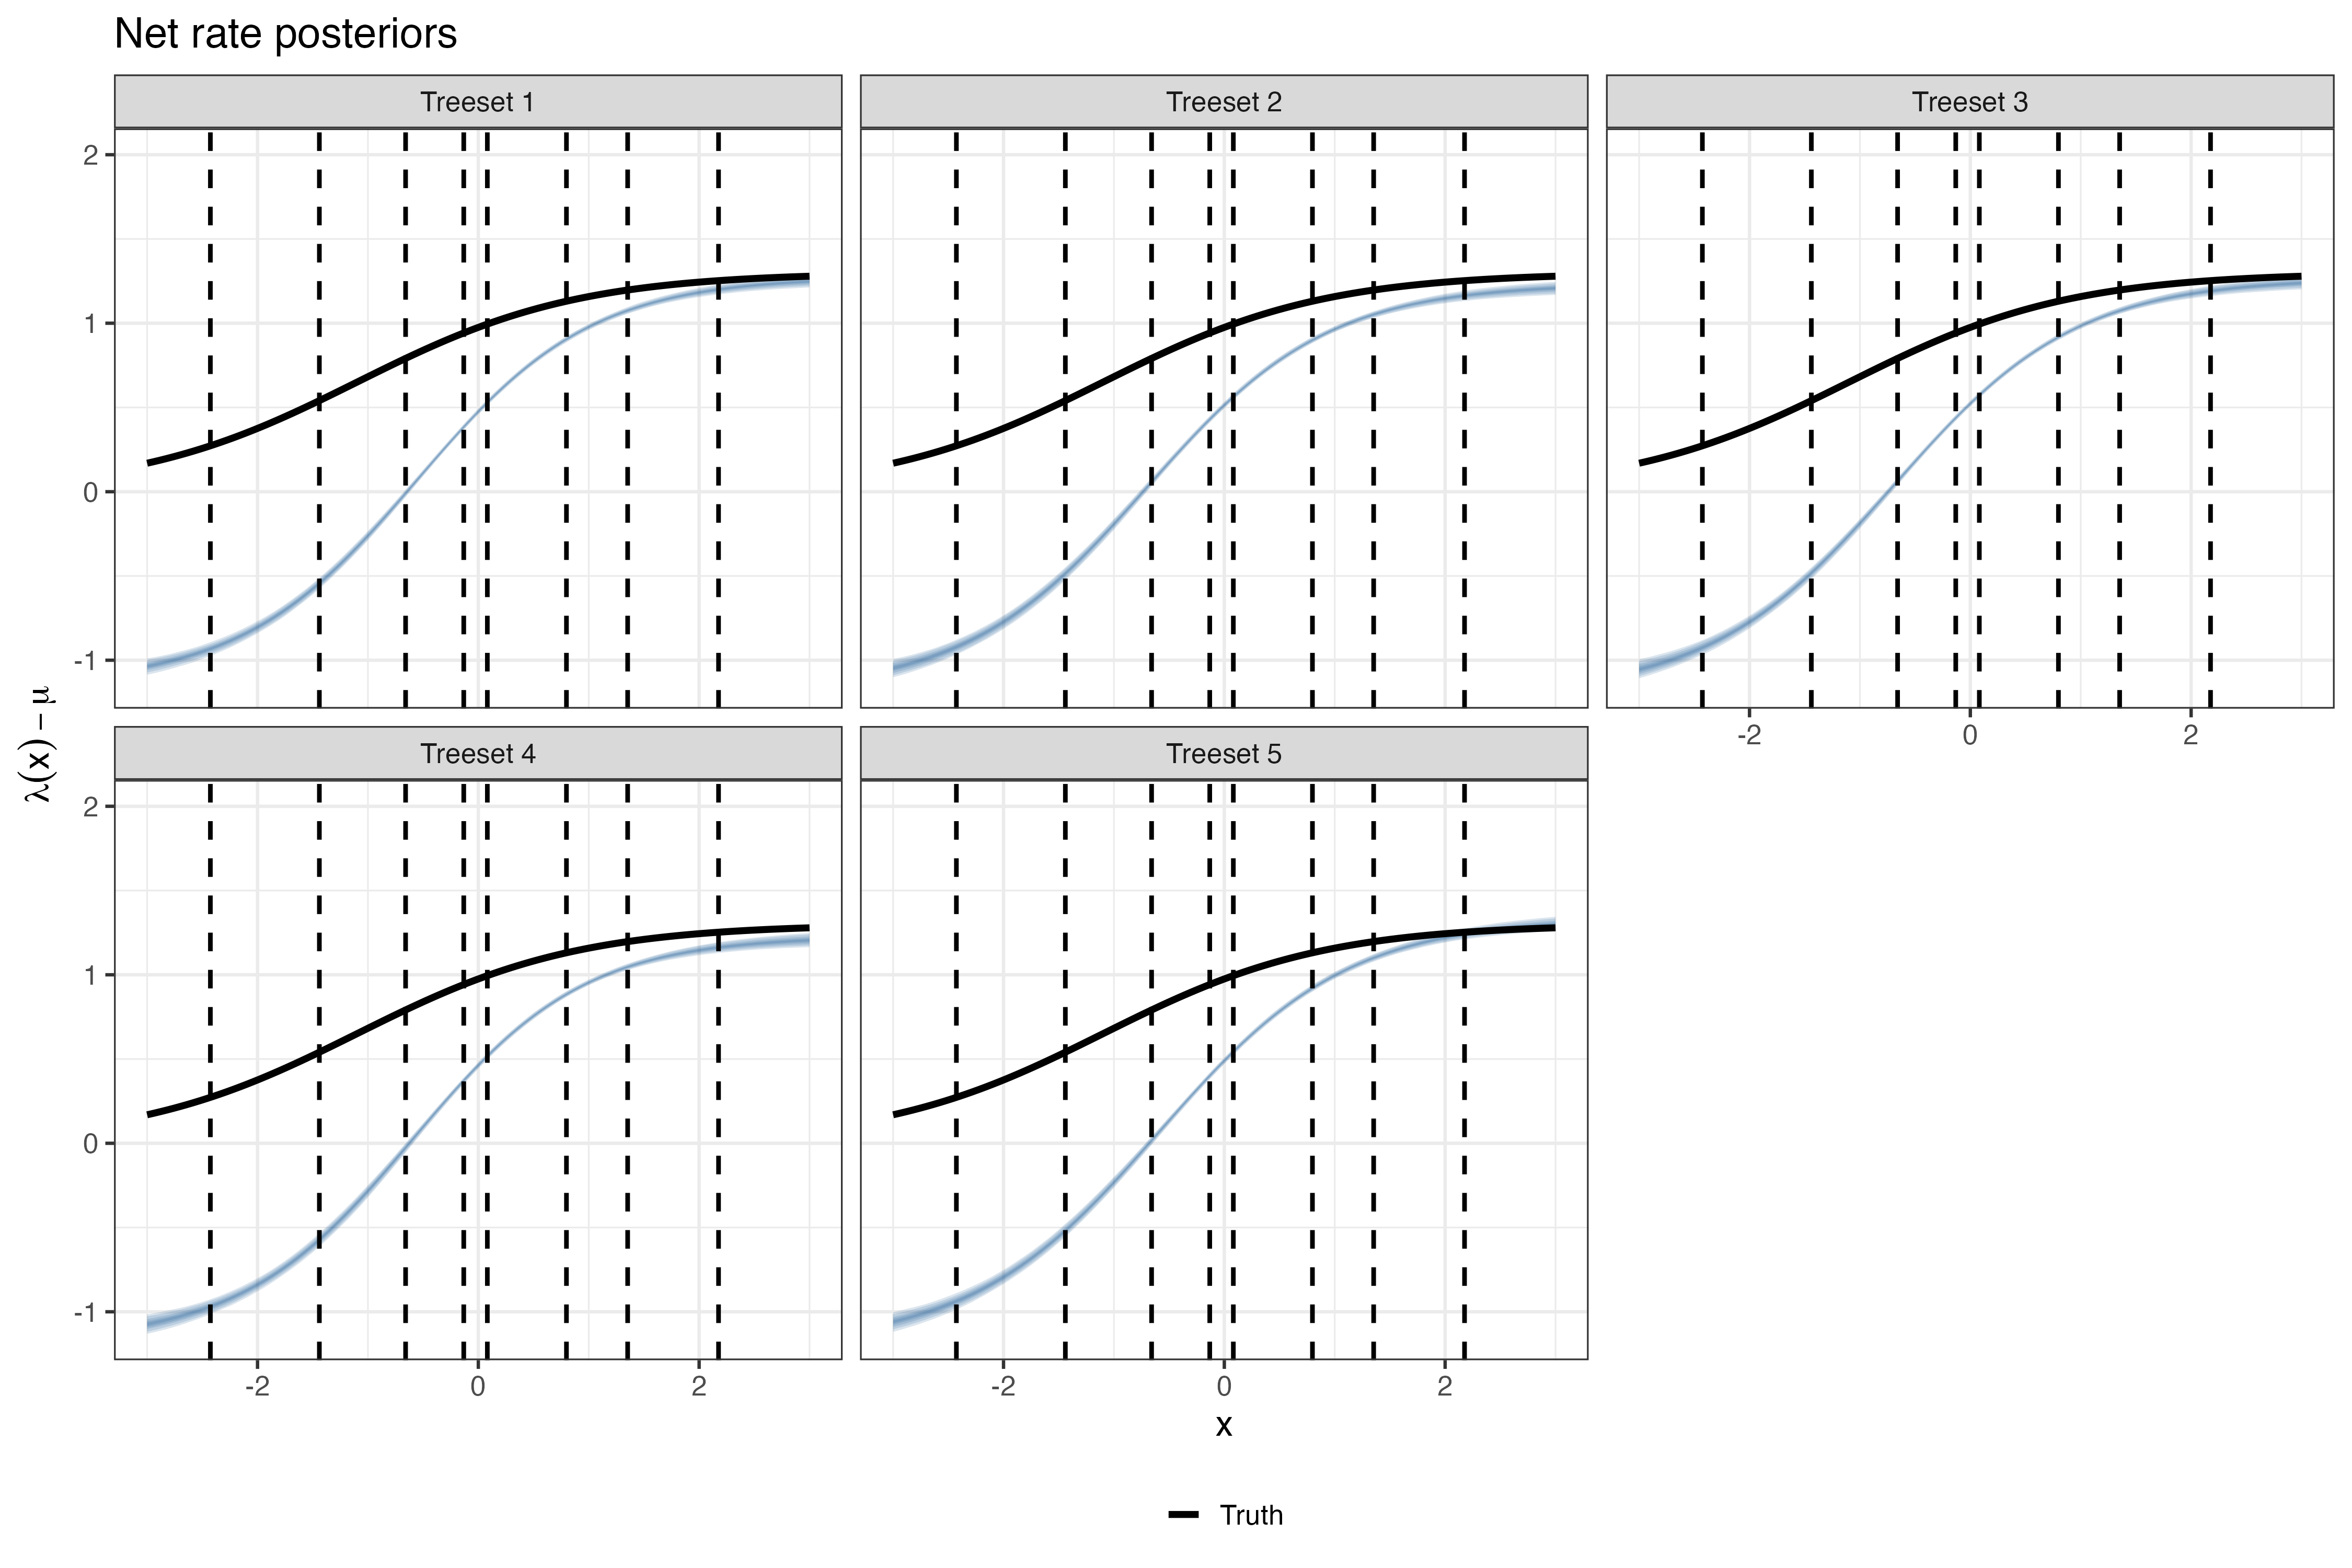 Net rate posteriors
Treeset 1 Treeset 2 Treeset 3
2
1
0
-1
-2 0 2
λ(x) − μ
Treeset 4 Treeset 5
2
1
0
-1
-2 0 2 -2 0 2
x
Truth